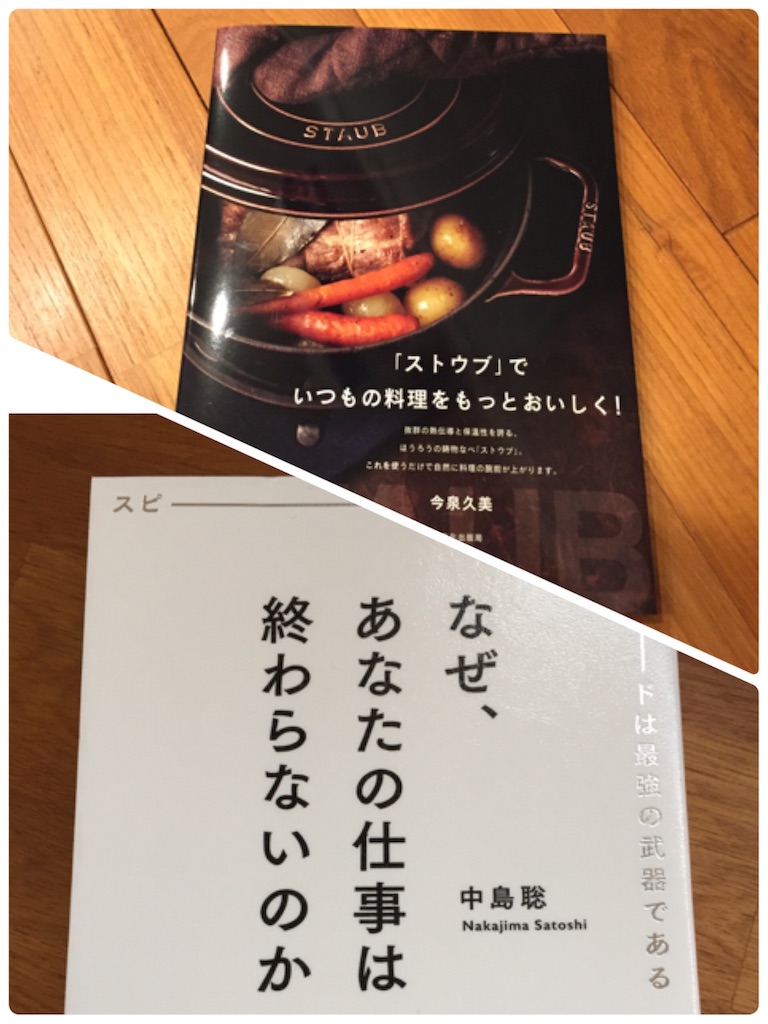 STAUB
STAUB
「ストウブ」で
いつもの料理をもっとおいしく!
抜群の熱伝導と保温性を誇る、
ほうろうの鋳物なべ「ストウブ」。
これを使うだけで自然に料理の腕前が上がります。
今泉久美
出版局
UB
スピ
ードは最強の武器である
なぜ、
あなたの仕事は
終わらないのか
中島聡
Nakajima Satoshi